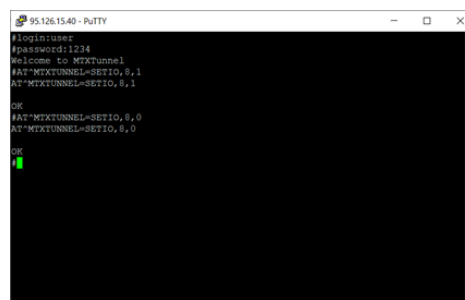 95.126.15.40 - PuTTY
#login:user
#password:1234
Welcome to MTXTunnel
#AT^MTXTUNNEL=SETIO,8,1
AT^MTXTUNNEL=SETIO,8,1
OK
#AT^MTXTUNNEL=SETIO,8,0
AT^MTXTUNNEL=SETIO,8,0
OK
#